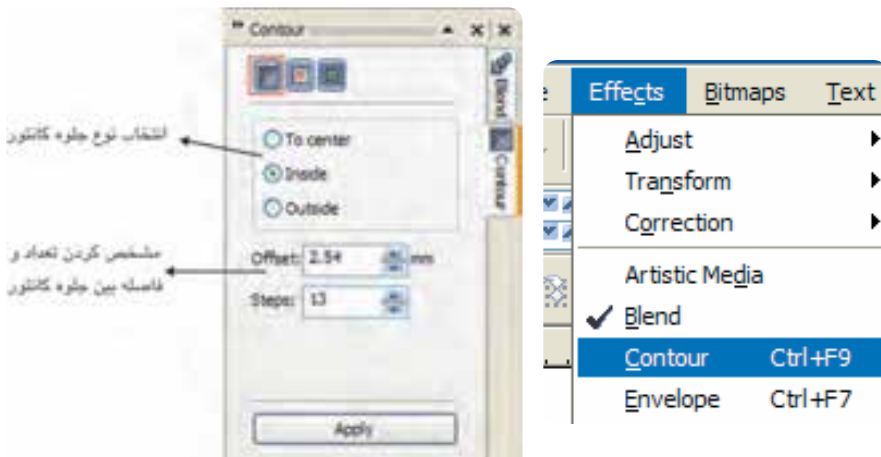 Contour
To center
Inside
Outside
Offset: 2.54 mm
Steps: 13
Apply
Blend
Contour
انتخاب نوع جلوه کانتور
مشخص کردن تعداد و
فاصله بین جلوه کانتور
Effects Bitmaps Text
Adjust
Transform
Correction
Artistic Media
Blend
Contour Ctrl+F9
Envelope Ctrl+F7